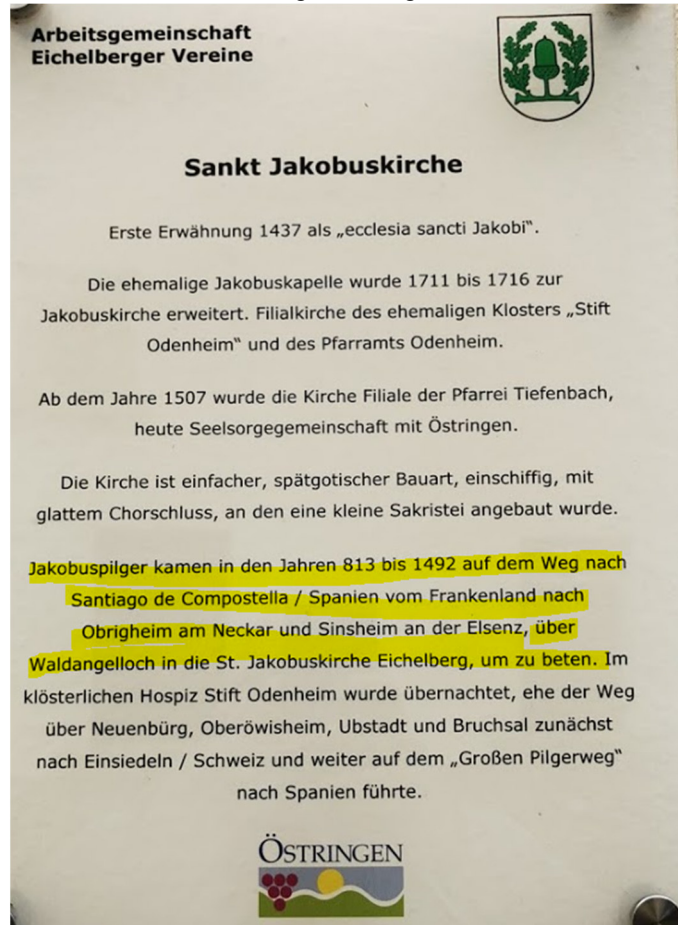 Arbeitsgemeinschaft
Eichelberger Vereine
Sankt Jakobuskirche
Erste Erwähnung 1437 als „ecclesia sancti Jakobi“.
Die ehemalige Jakobuskapelle wurde 1711 bis 1716 zur
Jakobuskirche erweitert. Filialkirche des ehemaligen Klosters „Stift
Odenheim“ und des Pfarramts Odenheim.
Ab dem Jahre 1507 wurde die Kirche Filiale der Pfarrei Tiefenbach,
heute Seelsorgegemeinschaft mit Östringen.
Die Kirche ist einfacher, spätgotischer Bauart, einschiffig, mit
glattem Chorschluss, an den eine kleine Sakristei angebaut wurde.
Jakobuspilger kamen in den Jahren 813 bis 1492 auf dem Weg nach
Santiago de Compostella / Spanien vom Frankenland nach
Obrigheim am Neckar und Sinsheim an der Elsenz, über
Waldangelloch in die St. Jakobuskirche Eichelberg, um zu beten. Im
klösterlichen Hospiz Stift Odenheim wurde übernachtet, ehe der Weg
über Neuenbürg, Oberöwisheim, Ubstadt und Bruchsal zunächst
nach Einsiedeln / Schweiz und weiter auf dem „Großen Pilgerweg“
nach Spanien führte.
ÖSTRINGEN